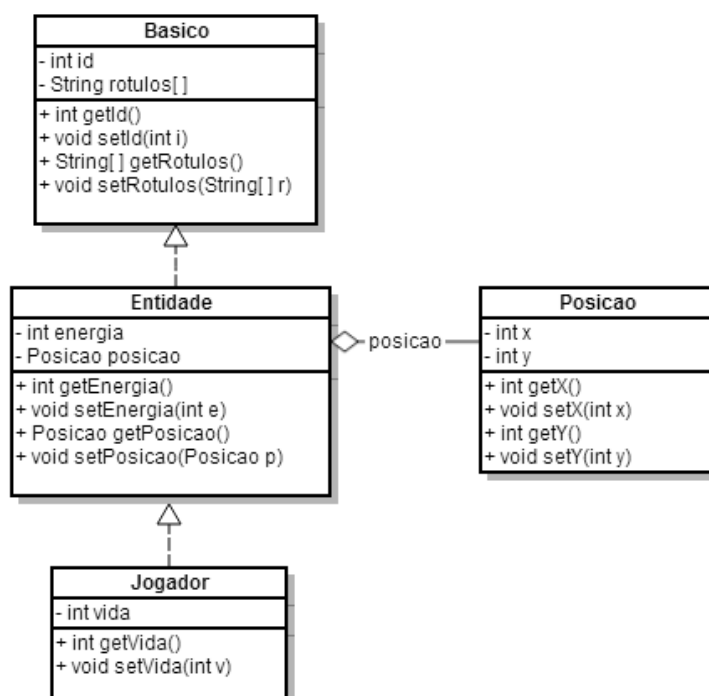 Basico
- int id
- String rotulos[ ]
+ int getId()
+ void setId(int i)
+ String[ ] getRotulos()
+ void setRotulos(String[ ] r)
Entidade
- int energia
- Posicao posicao
+ int getEnergia()
+ void setEnergia(int e)
+ Posicao getPosicao()
+ void setPosicao(Posicao p)
posicao
Posicao
- int x
- int y
+ int getX()
+ void setX(int x)
+ int getY()
+ void setY(int y)
Jogador
- int vida
+ int getVida()
+ void setVida(int v)